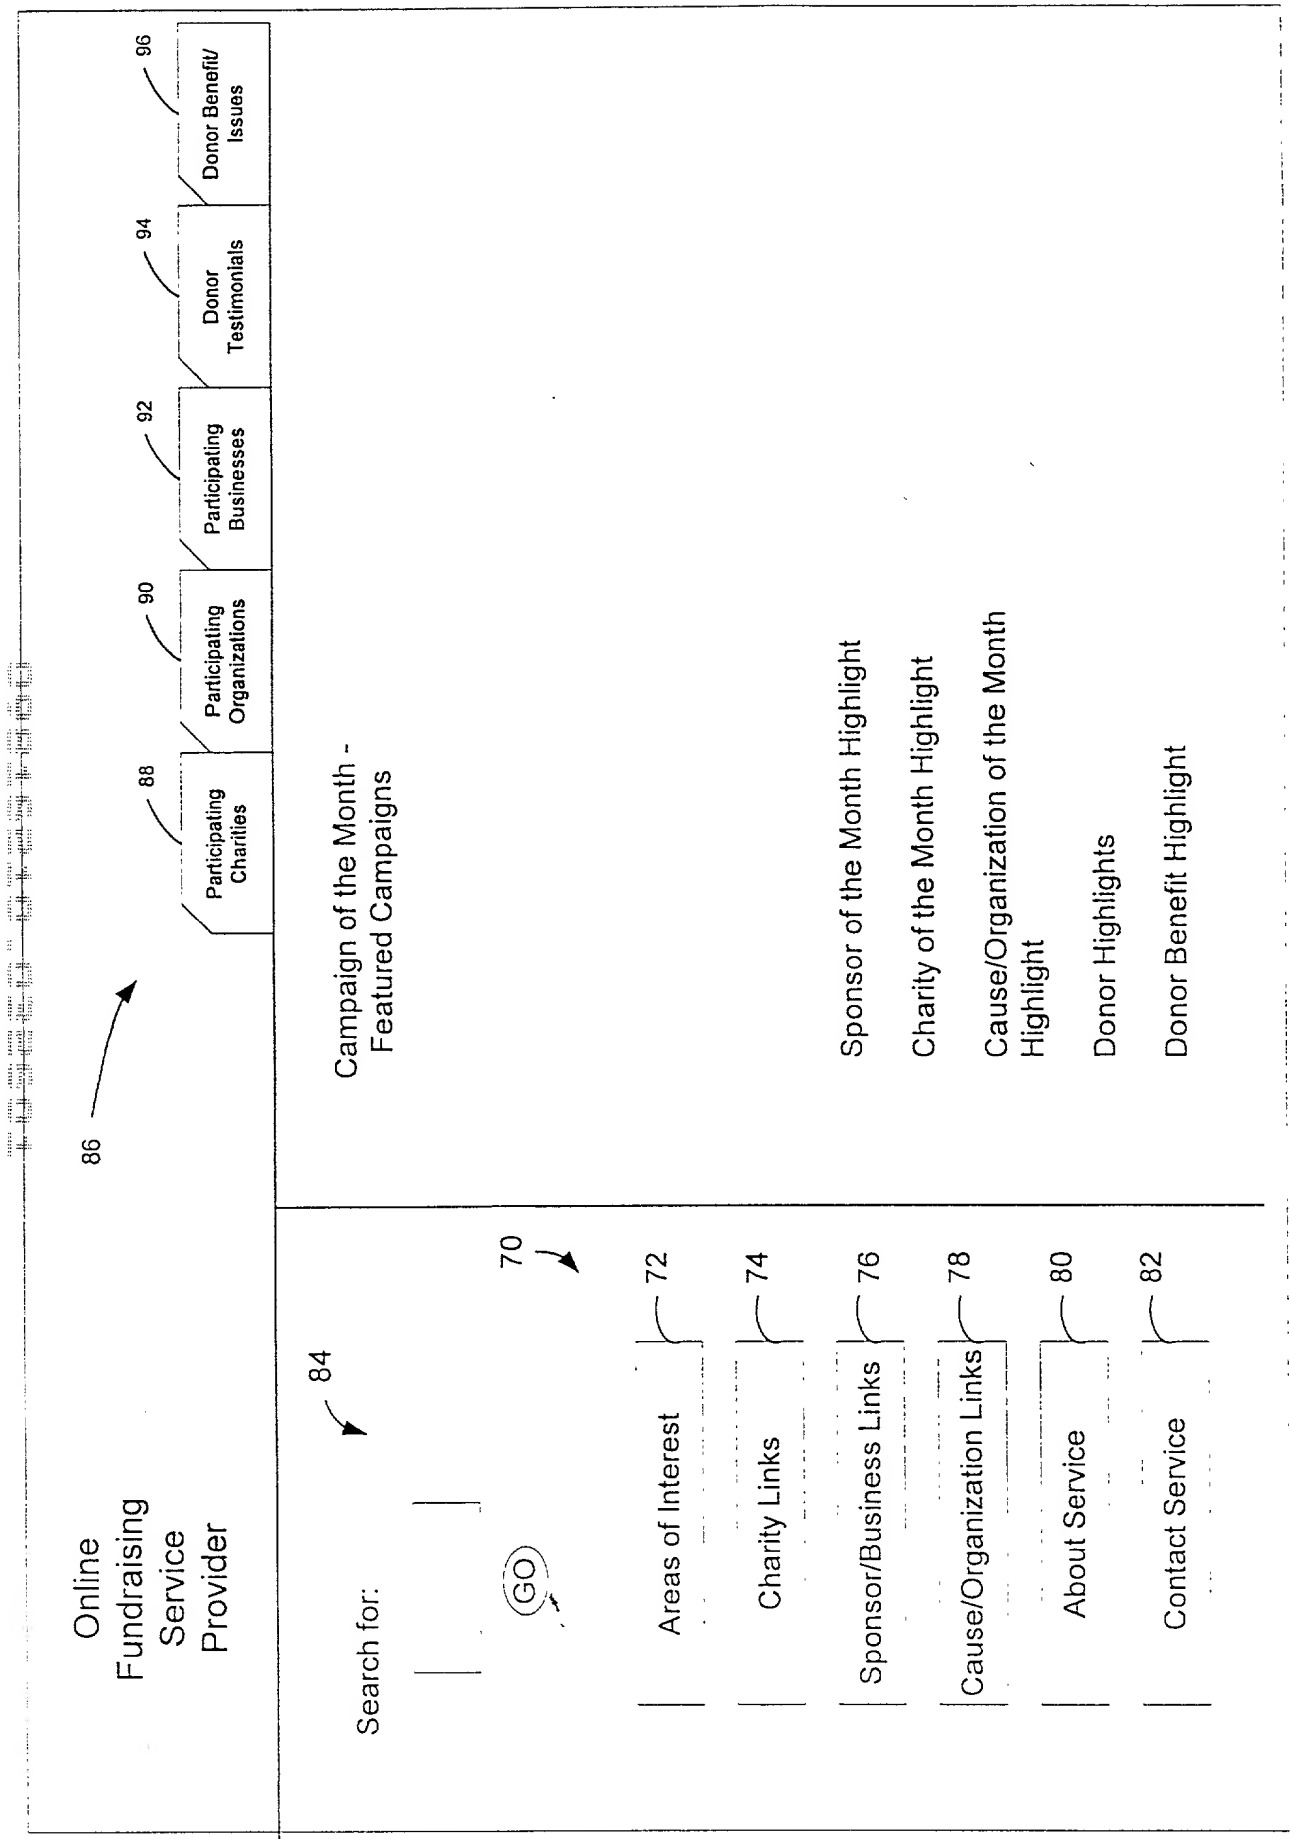 Online
Fundraising
Service
Provider
86
88
90
92
94
96
Participating
Charities
Participating
Organizations
Participating
Businesses
Donor
Testimonials
Donor Benefit/
Issues
Search for:
84
GO
70
Areas of Interest
72
Charity Links
74
Sponsor/Business Links
76
Cause/Organization Links
78
About Service
80
Contact Service
82
Campaign of the Month -
Featured Campaigns
Sponsor of the Month Highlight
Charity of the Month Highlight
Cause/Organization of the Month
Highlight
Donor Highlights
Donor Benefit Highlight